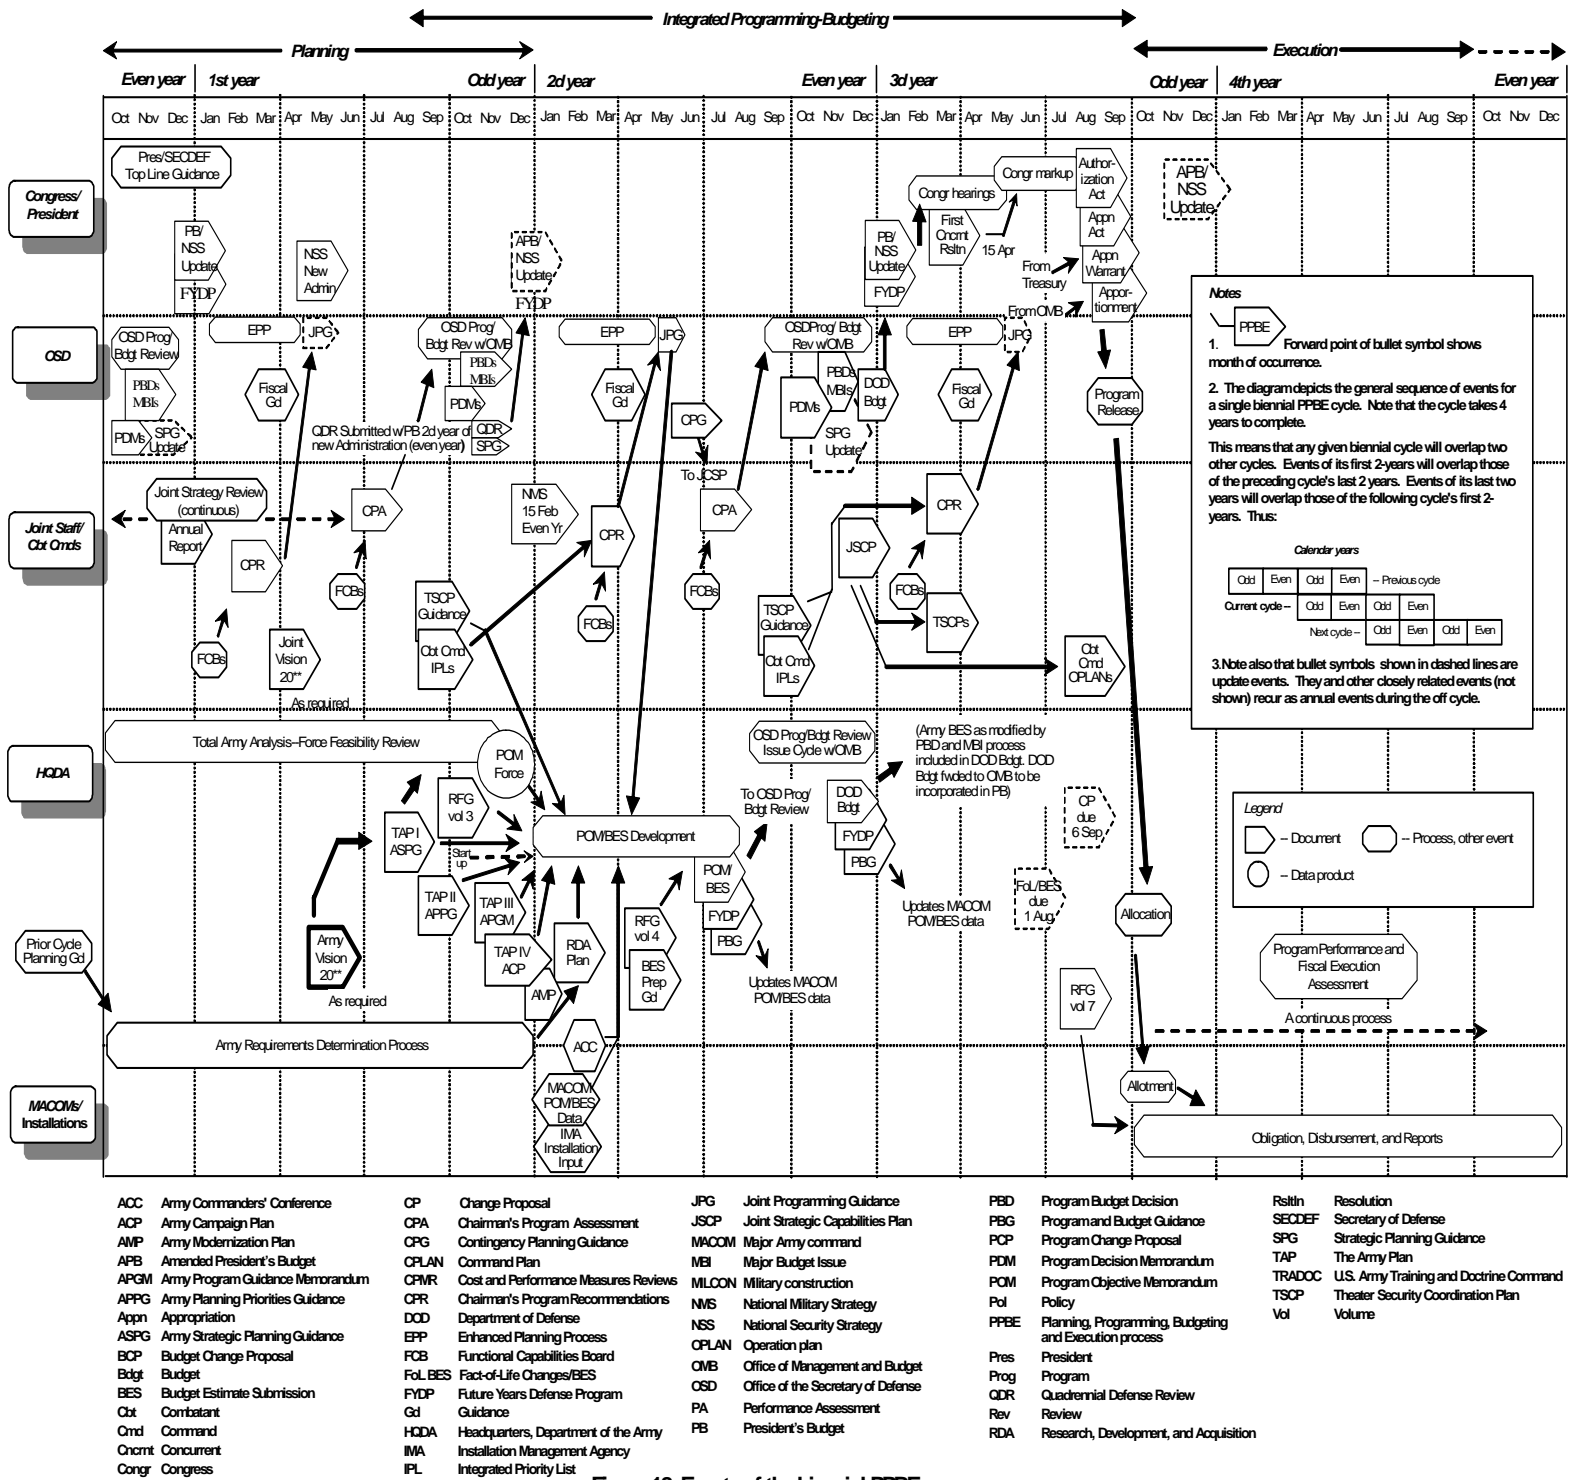 Integrated Programming-Budgeting
Planning
Execution
Even year
1st year
Odd year
2d year
Even year
3d year
Odd year
4th year
Even year
Oct Nov Dec Jan Feb Mar Apr May Jun Jul Aug Sep Oct Nov Dec Jan Feb Mar Apr May Jun Jul Aug Sep Oct Nov Dec Jan Feb Mar Apr May Jun Jul Aug Sep Oct Nov Dec Jan Feb Mar Apr May Jun Jul Aug Sep Oct Nov Dec
Congress/
President
Pres/SECDEF
Top Line Guidance
PB/
NSS
Update
FYDP
NSS
New
Admin
APB/
NSS
Update
FYDP
PB/
NSS
Update
FYDP
Congr hearings
First
Cncrnt
Rsltn
15 Apr
Congr markup
Author-
ization
Act
Appn
Act
Appn
Warrant
Appor-
tionment
From
Treasury
From OMB
APB/
NSS
Update
OSD
OSD Prog/
Bdgt Review
PBDs
MBIs
PDMs
SPG
Update
EPP
Fiscal
Gd
JPG
QDR Submitted w/PB 2d year of
new Administration (even year)
OSD Prog/
Bdgt Rev w/OMB
PBDs
MBIs
PDMs
QDR
SPG
EPP
Fiscal
Gd
JPG
CPG
To JCSP
OSD Prog/ Bdgt
Rev w/OMB
PBDs
MBIs
PDMs
SPG
Update
DOD
Bdgt
EPP
Fiscal
Gd
JPG
Program
Release
Joint Staff/
Cbt Cmds
Joint Strategy Review
(continuous)
Annual
Report
CPR
FCBs
Joint
Vision
20**
As required
FCBs
CPA
TSCP
Guidance
Cbt Cmd
IPLs
NMS
15 Feb
Even Yr
CPR
FCBs
CPA
FCBs
TSCP
Guidance
Cbt Cmd
IPLs
JSCP
CPR
FCBs
TSCPs
Cbt
Cmd
OPLANs
HQDA
Total Army Analysis--Force Feasibility Review
POM
Force
RFG
vol 3
TAP I
ASPG
Start
up
TAP II
APPG
TAP III
APGM
TAP IV
ACP
AMP
RDA
Plan
Army
Vision
20**
As required
Prior Cycle
Planning Gd
Army Requirements Determination Process
POM/BES Development
RFG
vol 4
BES
Prep
Gd
POM/
BES
FYDP
PBG
Updates MACOM
POM/BES data
To OSD Prog/
Bdgt Review
OSD Prog/Bdgt Review
Issue Cycle w/OMB
DOD
Bdgt
FYDP
PBG
Updates MACOM
POM/BES data
(Army BES as modified by
PBD and MBI process
included in DOD Bdgt. DOD
Bdgt fwded to OMB to be
incorporated in PB)
CP
due
6 Sep
FoL/BES
due
1 Aug
RFG
vol 7
Allocation
Program Performance and
Fiscal Execution
Assessment
A continuous process
MACOMs/
Installations
ACC
MACOM
POM/BES
Data
IMA
Installation
Input
Allotment
Obligation, Disbursement, and Reports
Notes
PPBE
1. Forward point of bullet symbol shows
month of occurrence.
2. The diagram depicts the general sequence of events for
a single biennial PPBE cycle. Note that the cycle takes 4
years to complete.
This means that any given biennial cycle will overlap two
other cycles. Events of its first 2-years will overlap those
of the preceding cycle's last 2 years. Events of its last two
years will overlap those of the following cycle's first 2-
years. Thus:
Calendar years
Odd Even Odd Even -- Previous cycle
Current cycle -- Odd Even Odd Even
Next cycle -- Odd Even Odd Even
3.Note also that bullet symbols shown in dashed lines are
update events. They and other closely related events (not
shown) recur as annual events during the off cycle.
Legend
-- Document
-- Process, other event
-- Data product
ACC Army Commanders' Conference
ACP Army Campaign Plan
AMP Army Modernization Plan
APB Amended President's Budget
APGM Army Program Guidance Memorandum
APPG Army Planning Priorities Guidance
Appn Appropriation
ASPG Army Strategic Planning Guidance
BCP Budget Change Proposal
Bdgt Budget
BES Budget Estimate Submission
Cbt Combatant
Cmd Command
Cncrnt Concurrent
Congr Congress
CP Change Proposal
CPA Chairman's Program Assessment
CPG Contingency Planning Guidance
CPLAN Command Plan
CPMR Cost and Performance Measures Reviews
CPR Chairman's Program Recommendations
DOD Department of Defense
EPP Enhanced Planning Process
FCB Functional Capabilities Board
FoL BES Fact-of-Life Changes/BES
FYDP Future Years Defense Program
Gd Guidance
HQDA Headquarters, Department of the Army
IMA Installation Management Agency
IPL Integrated Priority List
JPG Joint Programming Guidance
JSCP Joint Strategic Capabilities Plan
MACOM Major Army command
MBI Major Budget Issue
MILCON Military construction
NMS National Military Strategy
NSS National Security Strategy
OPLAN Operation plan
OMB Office of Management and Budget
OSD Office of the Secretary of Defense
PA Performance Assessment
PB President's Budget
PBD Program Budget Decision
PBG Program and Budget Guidance
PCP Program Change Proposal
PDM Program Decision Memorandum
POM Program Objective Memorandum
Pol Policy
PPBE Planning, Programming, Budgeting
and Execution process
Pres President
Prog Program
QDR Quadrennial Defense Review
Rev Review
RDA Research, Development, and Acquisition
Rsltln Resolution
SECDEF Secretary of Defense
SPG Strategic Planning Guidance
TAP The Army Plan
TRADOC U.S. Army Training and Doctrine Command
TSCP Theater Security Coordination Plan
Vol Volume